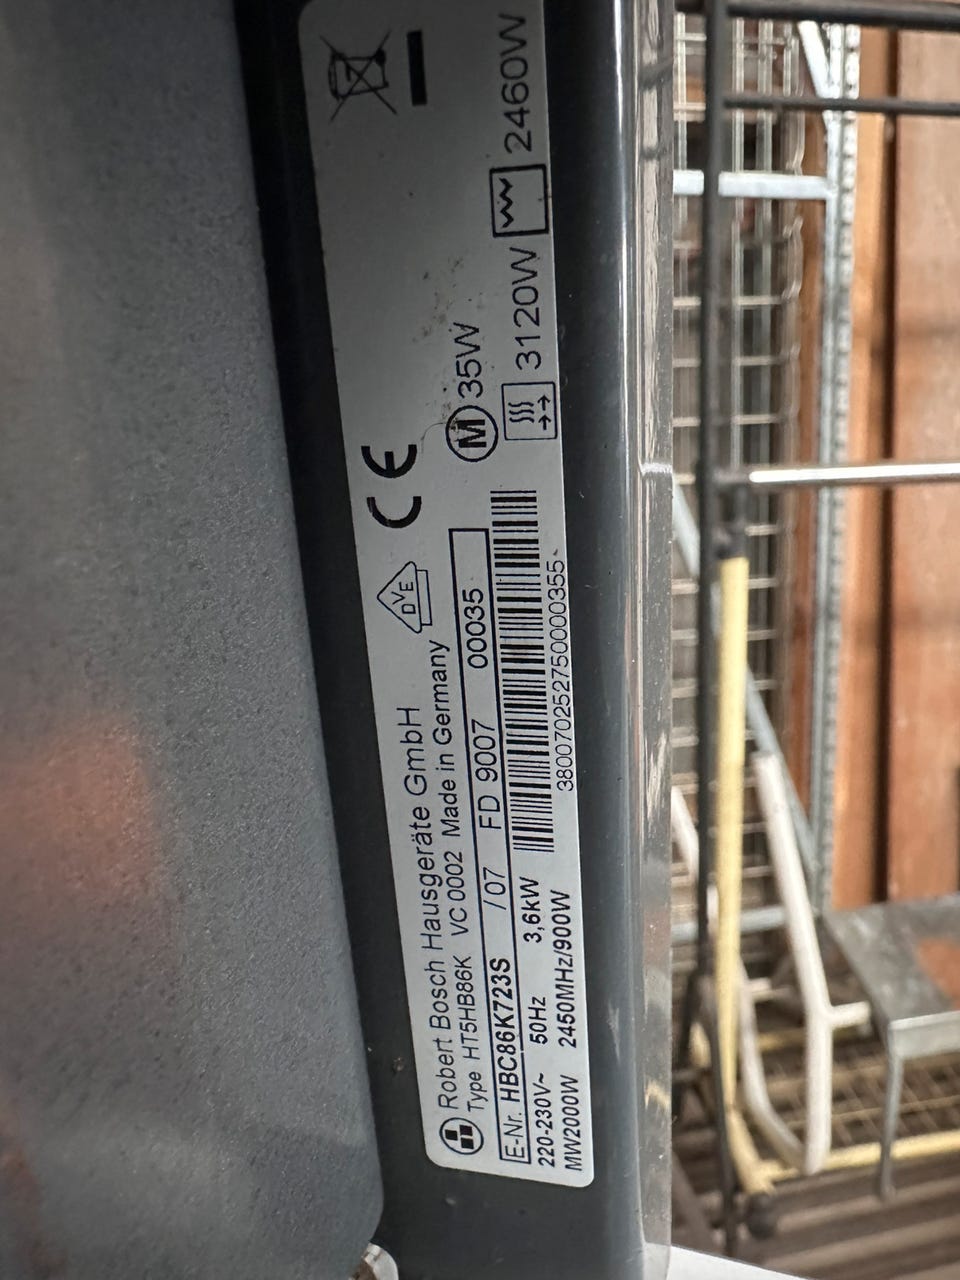 Robert Bosch Hausgeräte GmbH
Type HT5HB86K VC 0002 Made in Germany
DVE
CE
E-Nr. HBC86K723S /07 FD 9007 00035
M 35W
220-230V~ 50Hz 3,6kW
3120W 2460W
MW2000W 2450MHz/900W
380070252750000355